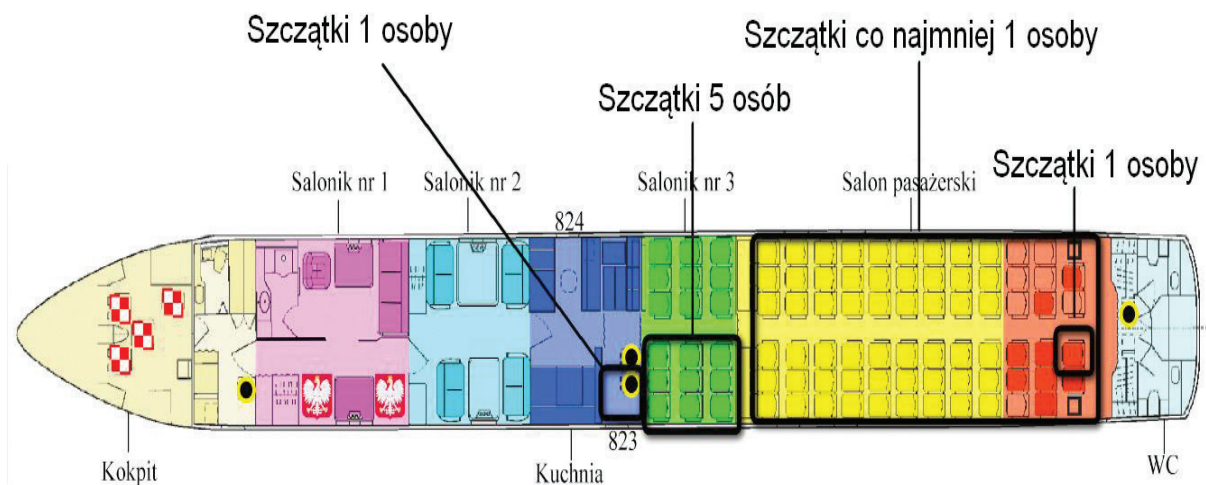 Szczątki 1 osoby
Szczątki co najmniej 1 osoby
Szczątki 5 osób
Szczątki 1 osoby
Salonik nr 1
Salonik nr 2
824
Salonik nr 3
Salon pasażerski
823
Kokpit
Kuchnia
WC